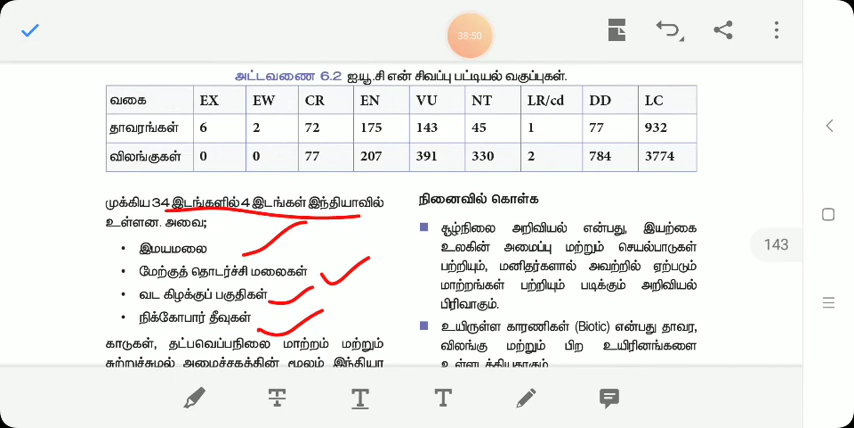 38:50
அட்டவணை 6.2 ஐயூ.சி என் சிவப்பு பட்டியல் வகுப்புகள்.
வகை EX EW CR EN VU NT LR/cd DD LC
தாவரங்கள் 6 2 72 175 143 45 1 77 932
விலங்குகள் 0 0 77 207 391 330 2 784 3774
முக்கிய 34 இடங்களில் 4 இடங்கள் இந்தியாவில்
உள்ளன. அவை;
• இமயமலை
• மேற்குத் தொடர்ச்சி மலைகள்
• வட கிழக்குப் பகுதிகள்
• நிக்கோபார் தீவுகள்
காடுகள், தட்பவெப்பநிலை மாற்றம் மற்றும்
சுற்றுச்சூழல் அமைச்சகத்தின் மூலம் இந்தியா
நினைவில் கொள்க
சூழ்நிலை அறிவியல் என்பது, இயற்கை
உலகின் அமைப்பு மற்றும் செயல்பாடுகள்
பற்றியும், மனிதர்களால் அவற்றில் ஏற்படும்
மாற்றங்கள் பற்றியும் படிக்கும் அறிவியல்
பிரிவாகும்.
உயிருள்ள காரணிகள் (Biotic) என்பது தாவர,
விலங்கு மற்றும் பிற உயிரினங்களை
உள்ளடக்கியதாகும்.
143
T T T